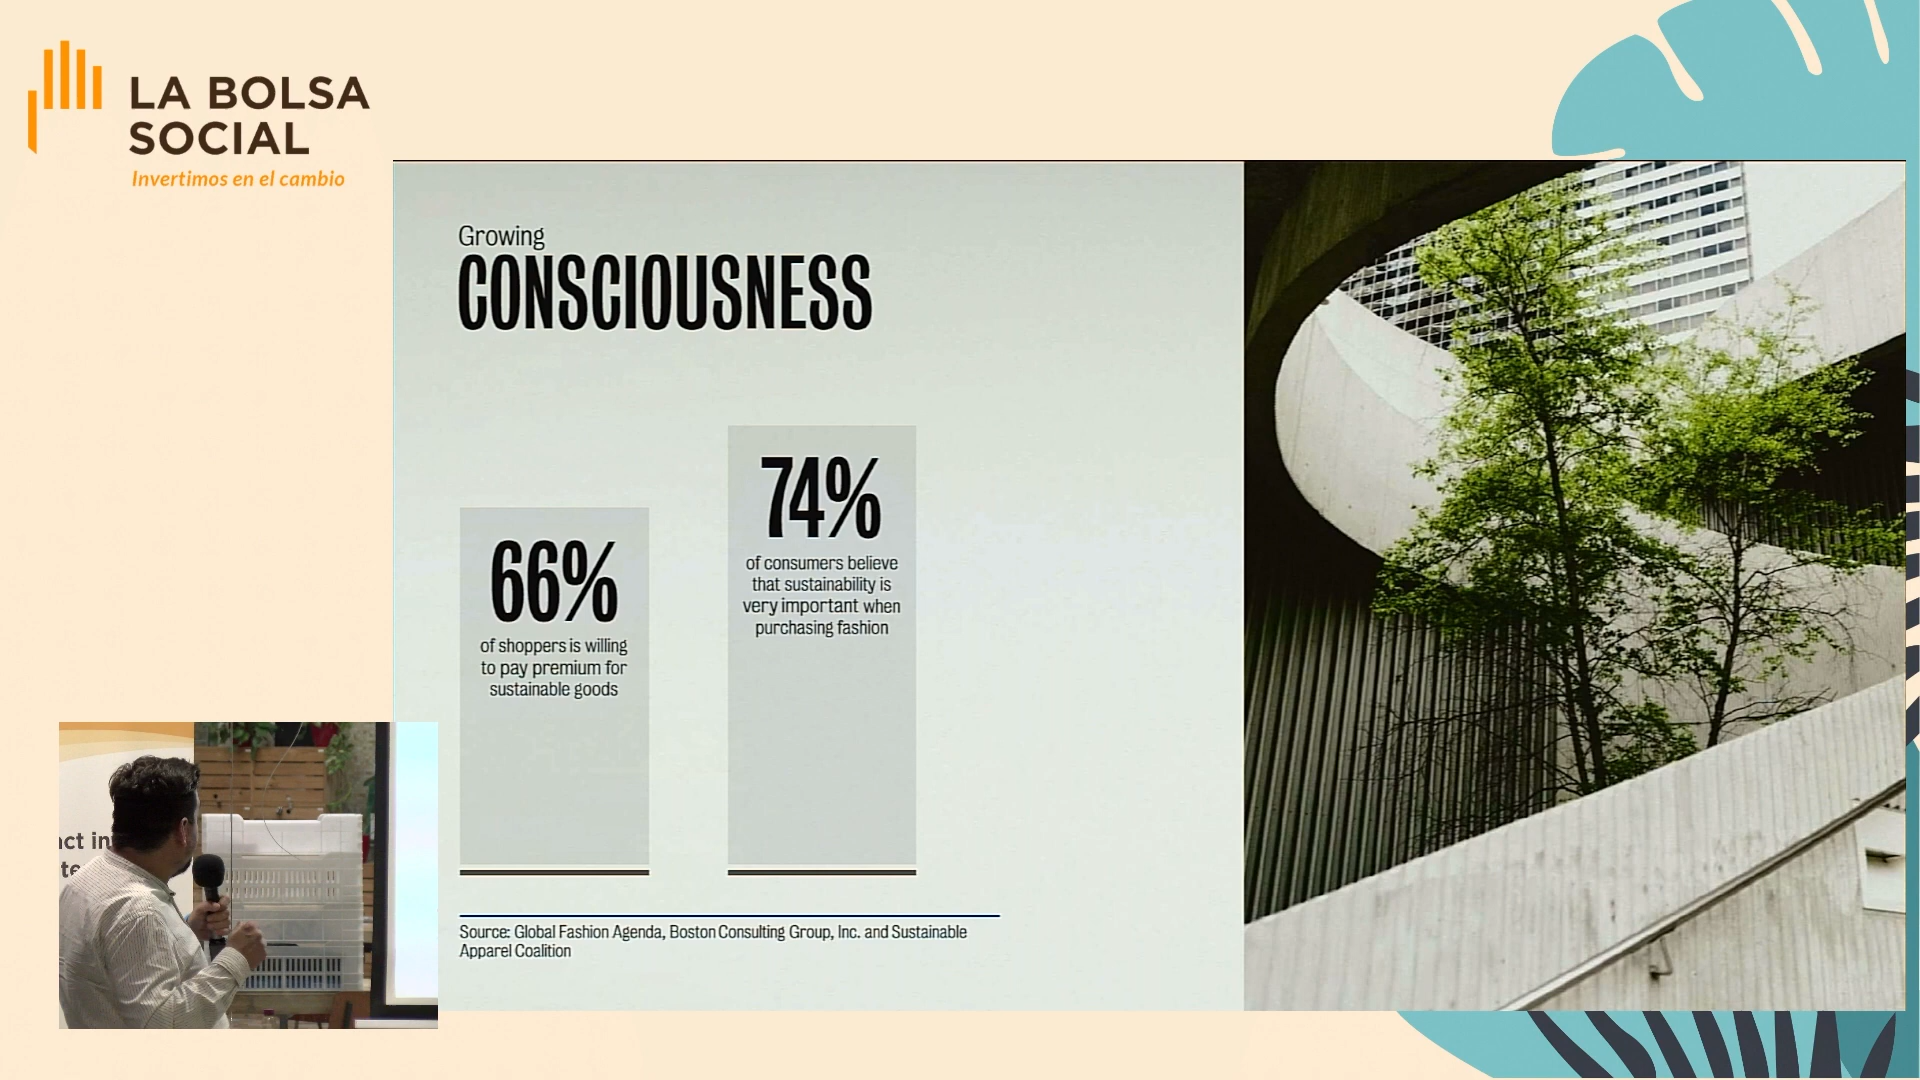 LA BOLSA
SOCIAL
Invertimos en el cambio
Growing
CONSCIOUSNESS
66%
of shoppers is willing
to pay premium for
sustainable goods
74%
of consumers believe
that sustainability is
very important when
purchasing fashion
Source: Global Fashion Agenda, Boston Consulting Group, Inc. and Sustainable
Apparel Coalition